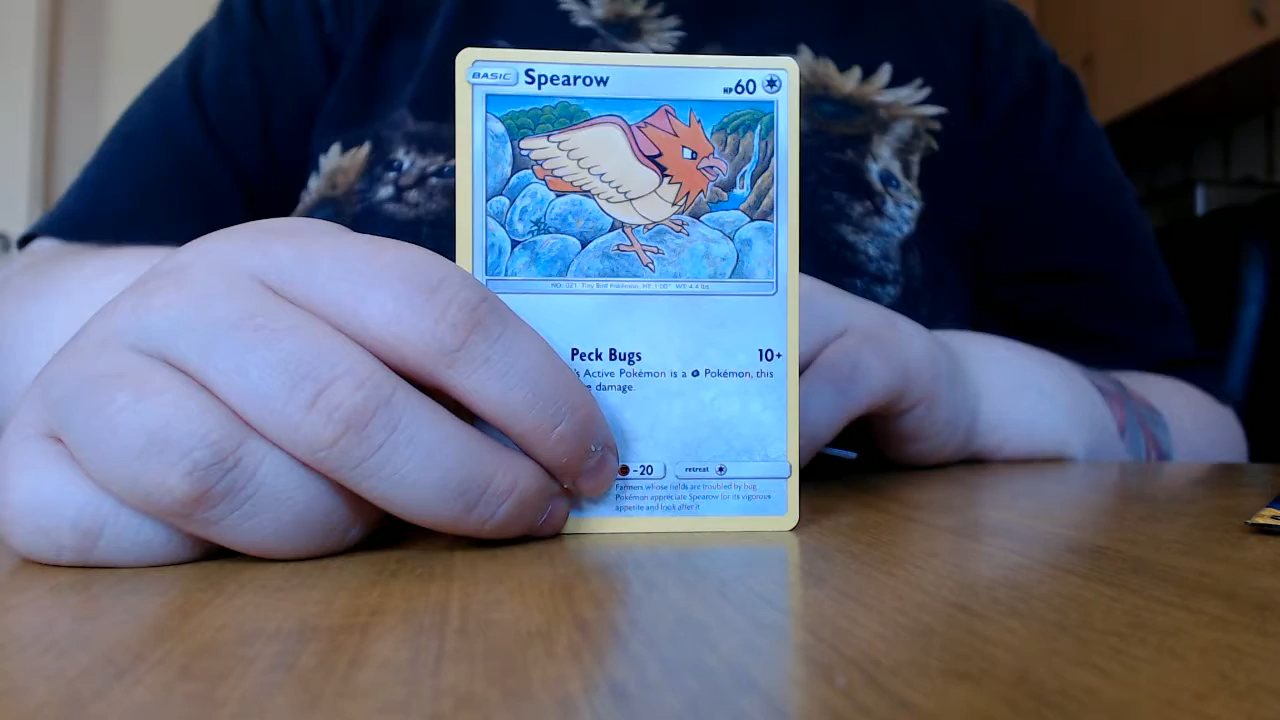 BASIC Spearow HP 60
NO. 021 Tiny Bird Pokémon HT: 1'00" WT: 4.4 lbs.
Peck Bugs 10+
's Active Pokémon is a Pokémon, this
e damage.
-20 retreat
Farmers whose fields are troubled by bug
Pokémon appreciate Spearow for its vigorous
appetite and look after it.